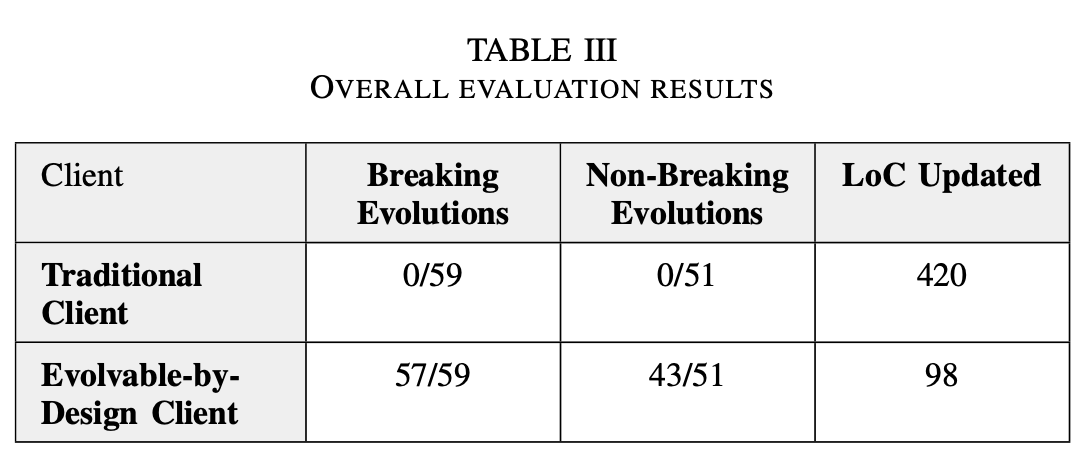 TABLE III
OVERALL EVALUATION RESULTS
Client
Breaking
Evolutions
Non-Breaking
Evolutions
LoC Updated
Traditional
Client
0/59
0/51
420
Evolvable-by-
Design Client
57/59
43/51
98